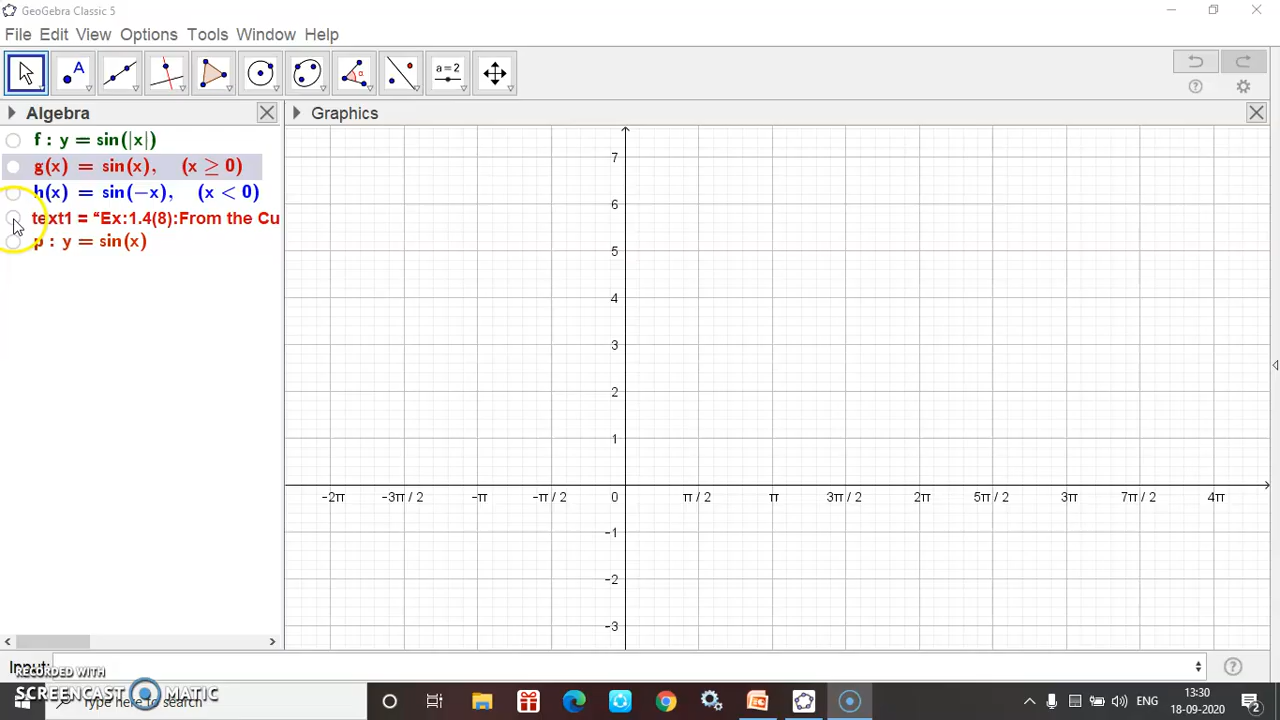 GeoGebra Classic 5
File Edit View Options Tools Window Help
A
α
a = 2
Algebra
Graphics
f : y = sin(|x|)
g(x) = sin(x), (x ≥ 0)
h(x) = sin(−x), (x < 0)
text1 = “Ex:1.4(8):From the Cu
p : y = sin(x)
7
6
5
4
3
2
1
-2π -3π / 2 -π -π / 2 0 π / 2 π 3π / 2 2π 5π / 2 3π 7π / 2 4π
-1
-2
-3
Input:
RECORDED WITH
SCREENCAST MATIC
Type here to search
ENG
13:30
18-09-2020
2